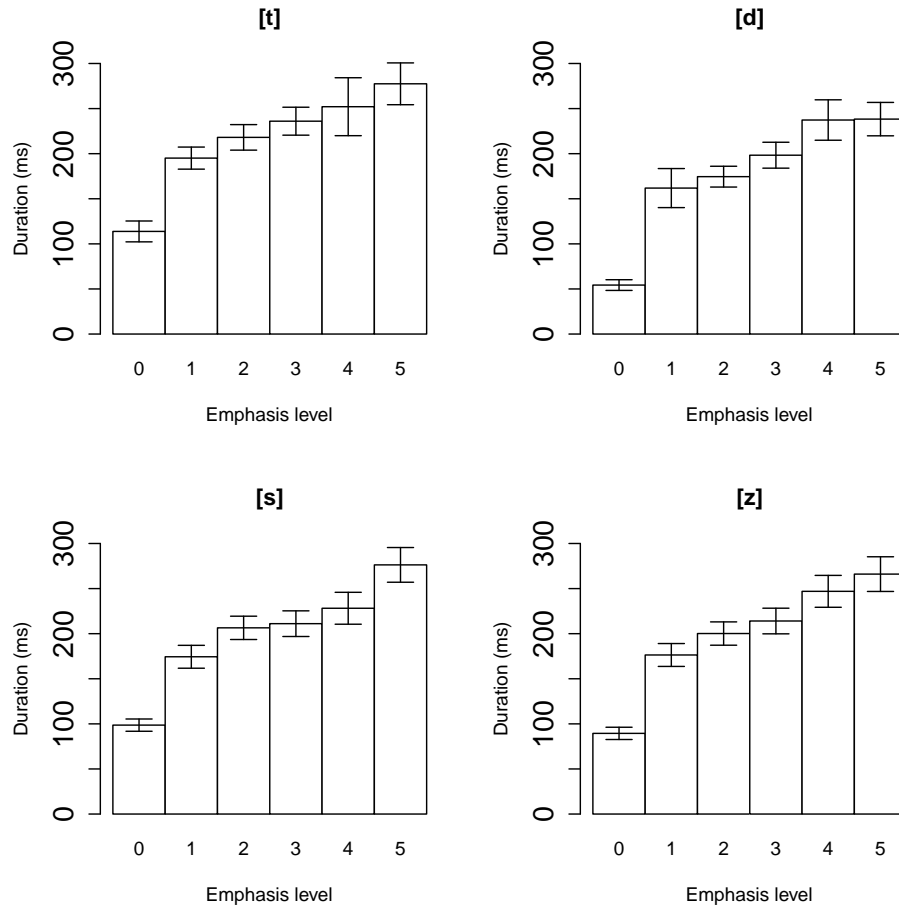 [t]
Duration (ms)
0 100 200 300
0 1 2 3 4 5
Emphasis level
[d]
Duration (ms)
0 100 200 300
0 1 2 3 4 5
Emphasis level
[s]
Duration (ms)
0 100 200 300
0 1 2 3 4 5
Emphasis level
[z]
Duration (ms)
0 100 200 300
0 1 2 3 4 5
Emphasis level